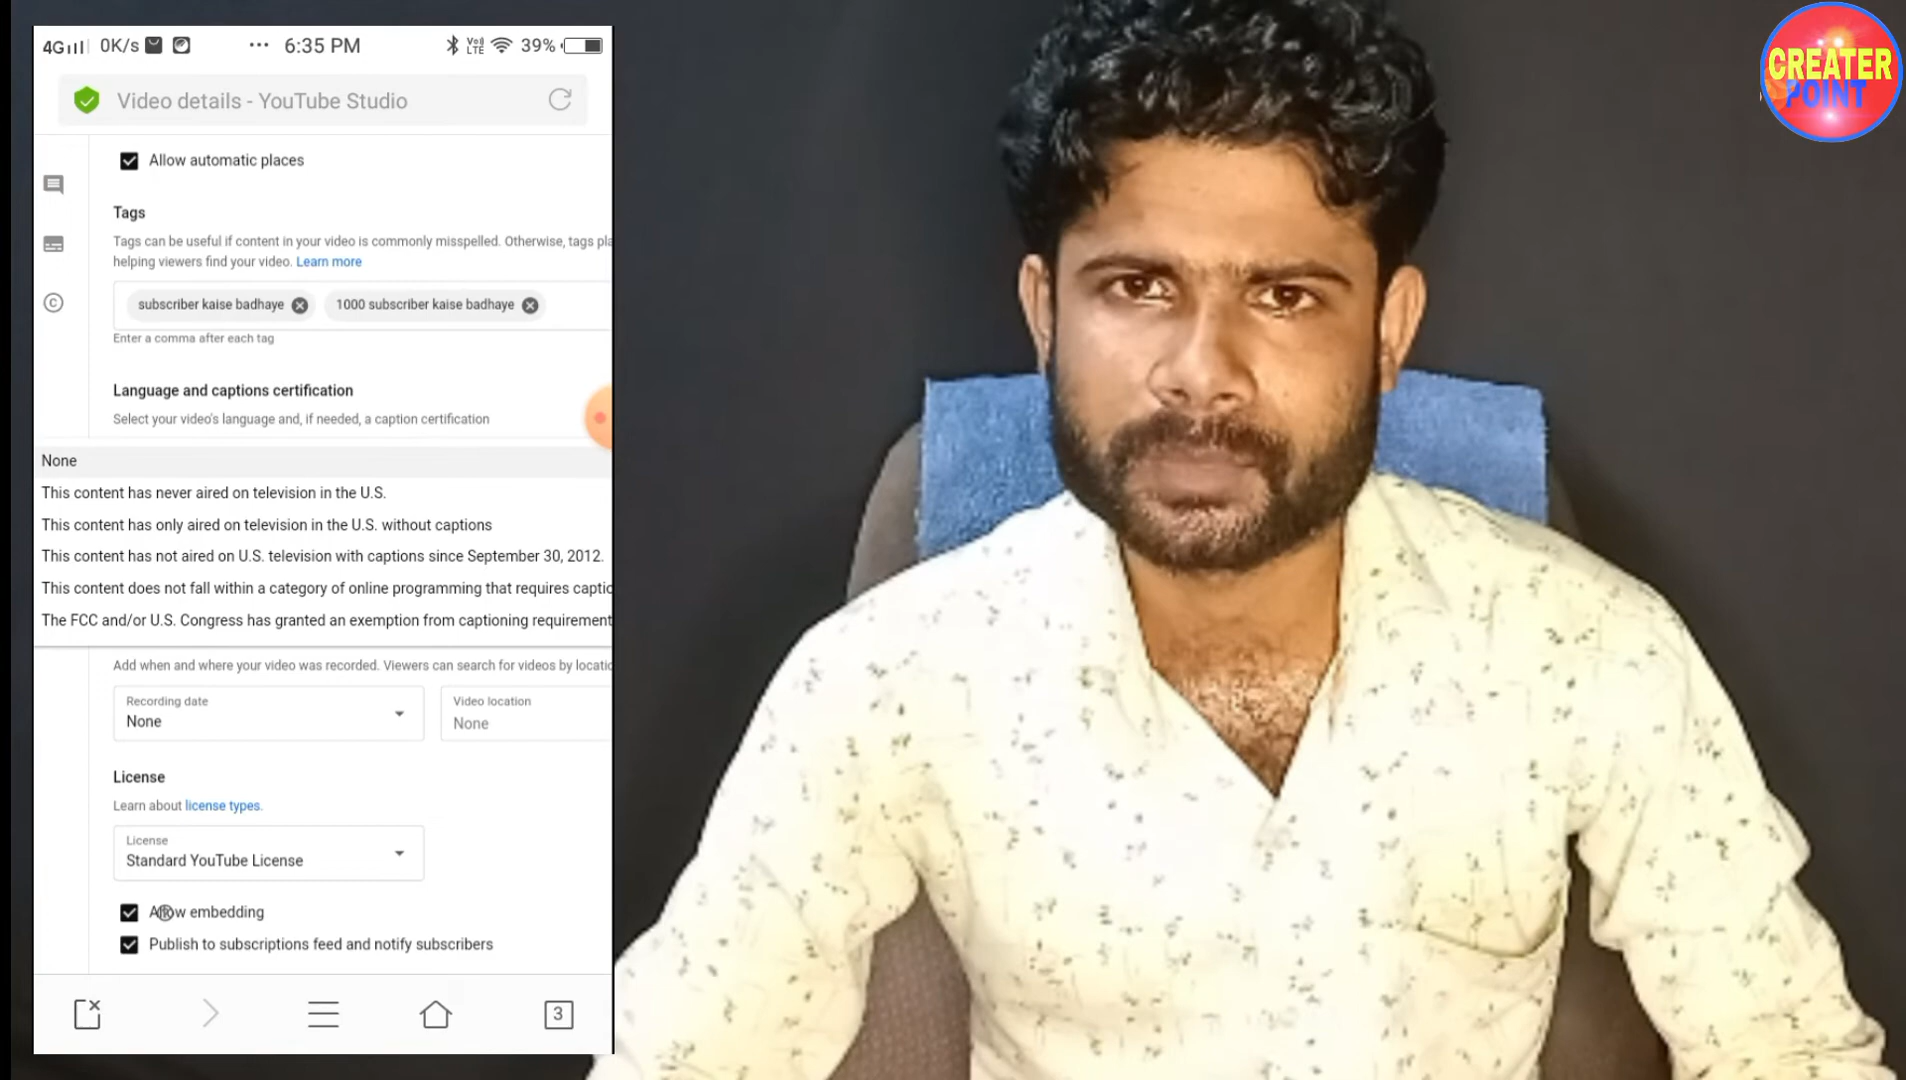 4G 0K/s ... 6:35 PM VoJ LTE 39%
Video details - YouTube Studio
Allow automatic places
Tags
Tags can be useful if content in your video is commonly misspelled. Otherwise, tags pla
helping viewers find your video. Learn more
subscriber kaise badhaye 1000 subscriber kaise badhaye
Enter a comma after each tag
Language and captions certification
Select your video's language and, if needed, a caption certification
None
This content has never aired on television in the U.S.
This content has only aired on television in the U.S. without captions
This content has not aired on U.S. television with captions since September 30, 2012.
This content does not fall within a category of online programming that requires captic
The FCC and/or U.S. Congress has granted an exemption from captioning requirement
Add when and where your video was recorded. Viewers can search for videos by locatic
Recording date
None
Video location
None
License
Learn about license types.
License
Standard YouTube License
Allow embedding
Publish to subscriptions feed and notify subscribers
3
CREATER
POINT